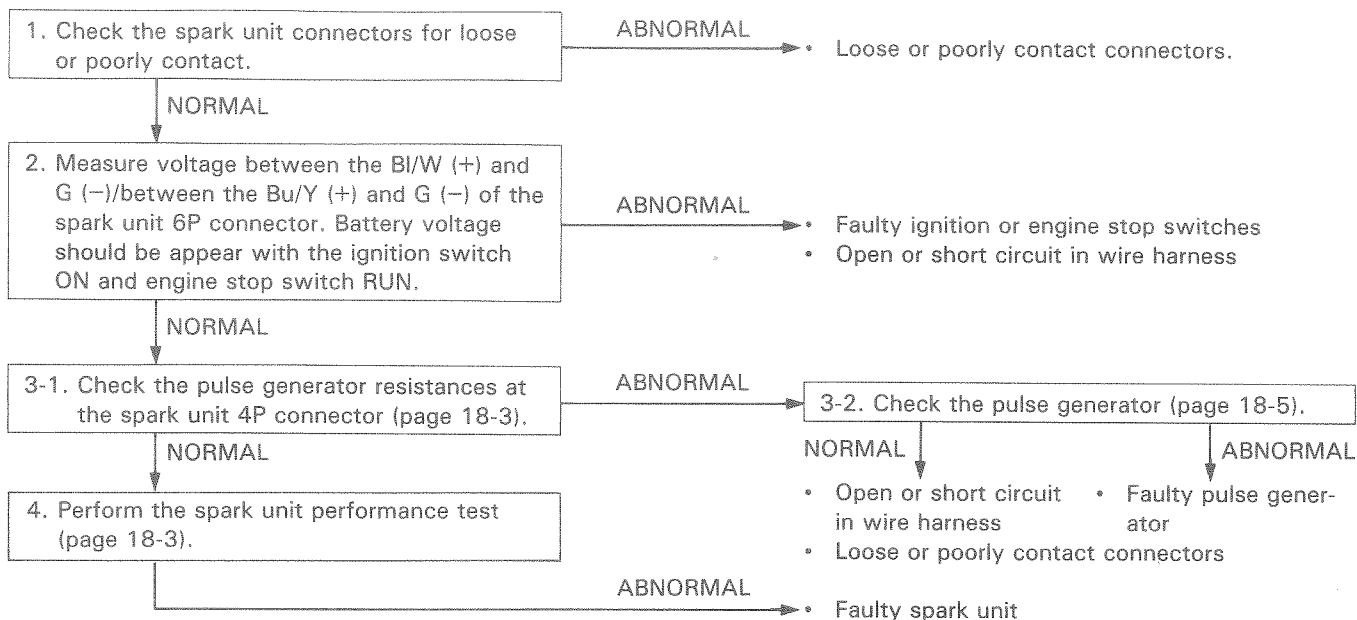 1. Check the spark unit connectors for loose
or poorly contact.
ABNORMAL
• Loose or poorly contact connectors.
NORMAL
2. Measure voltage between the Bl/W (+) and
G (−)/between the Bu/Y (+) and G (−) of the
spark unit 6P connector. Battery voltage
should be appear with the ignition switch
ON and engine stop switch RUN.
ABNORMAL
• Faulty ignition or engine stop switches
• Open or short circuit in wire harness
NORMAL
3-1. Check the pulse generator resistances at
the spark unit 4P connector (page 18-3).
ABNORMAL
3-2. Check the pulse generator (page 18-5).
NORMAL
• Open or short circuit
in wire harness
• Loose or poorly contact connectors
ABNORMAL
• Faulty pulse gener-
ator
NORMAL
4. Perform the spark unit performance test
(page 18-3).
ABNORMAL
• Faulty spark unit